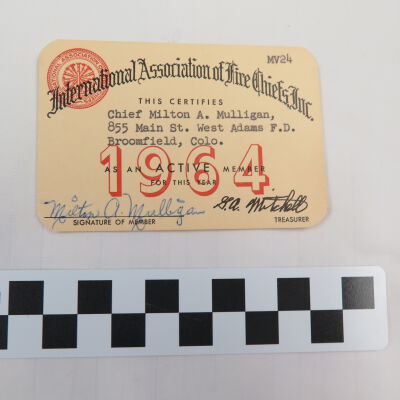 MV24
International Association of Fire Chiefs, Inc.
THIS CERTIFIES
Chief Milton A. Mulligan,
855 Main St. West Adams F.D.
Broomfield, Colo.
1964
AS AN ACTIVE MEMBER
FOR THIS YEAR
Milton A. Mulligan
SIGNATURE OF MEMBER
G.A. Mitchell
TREASURER